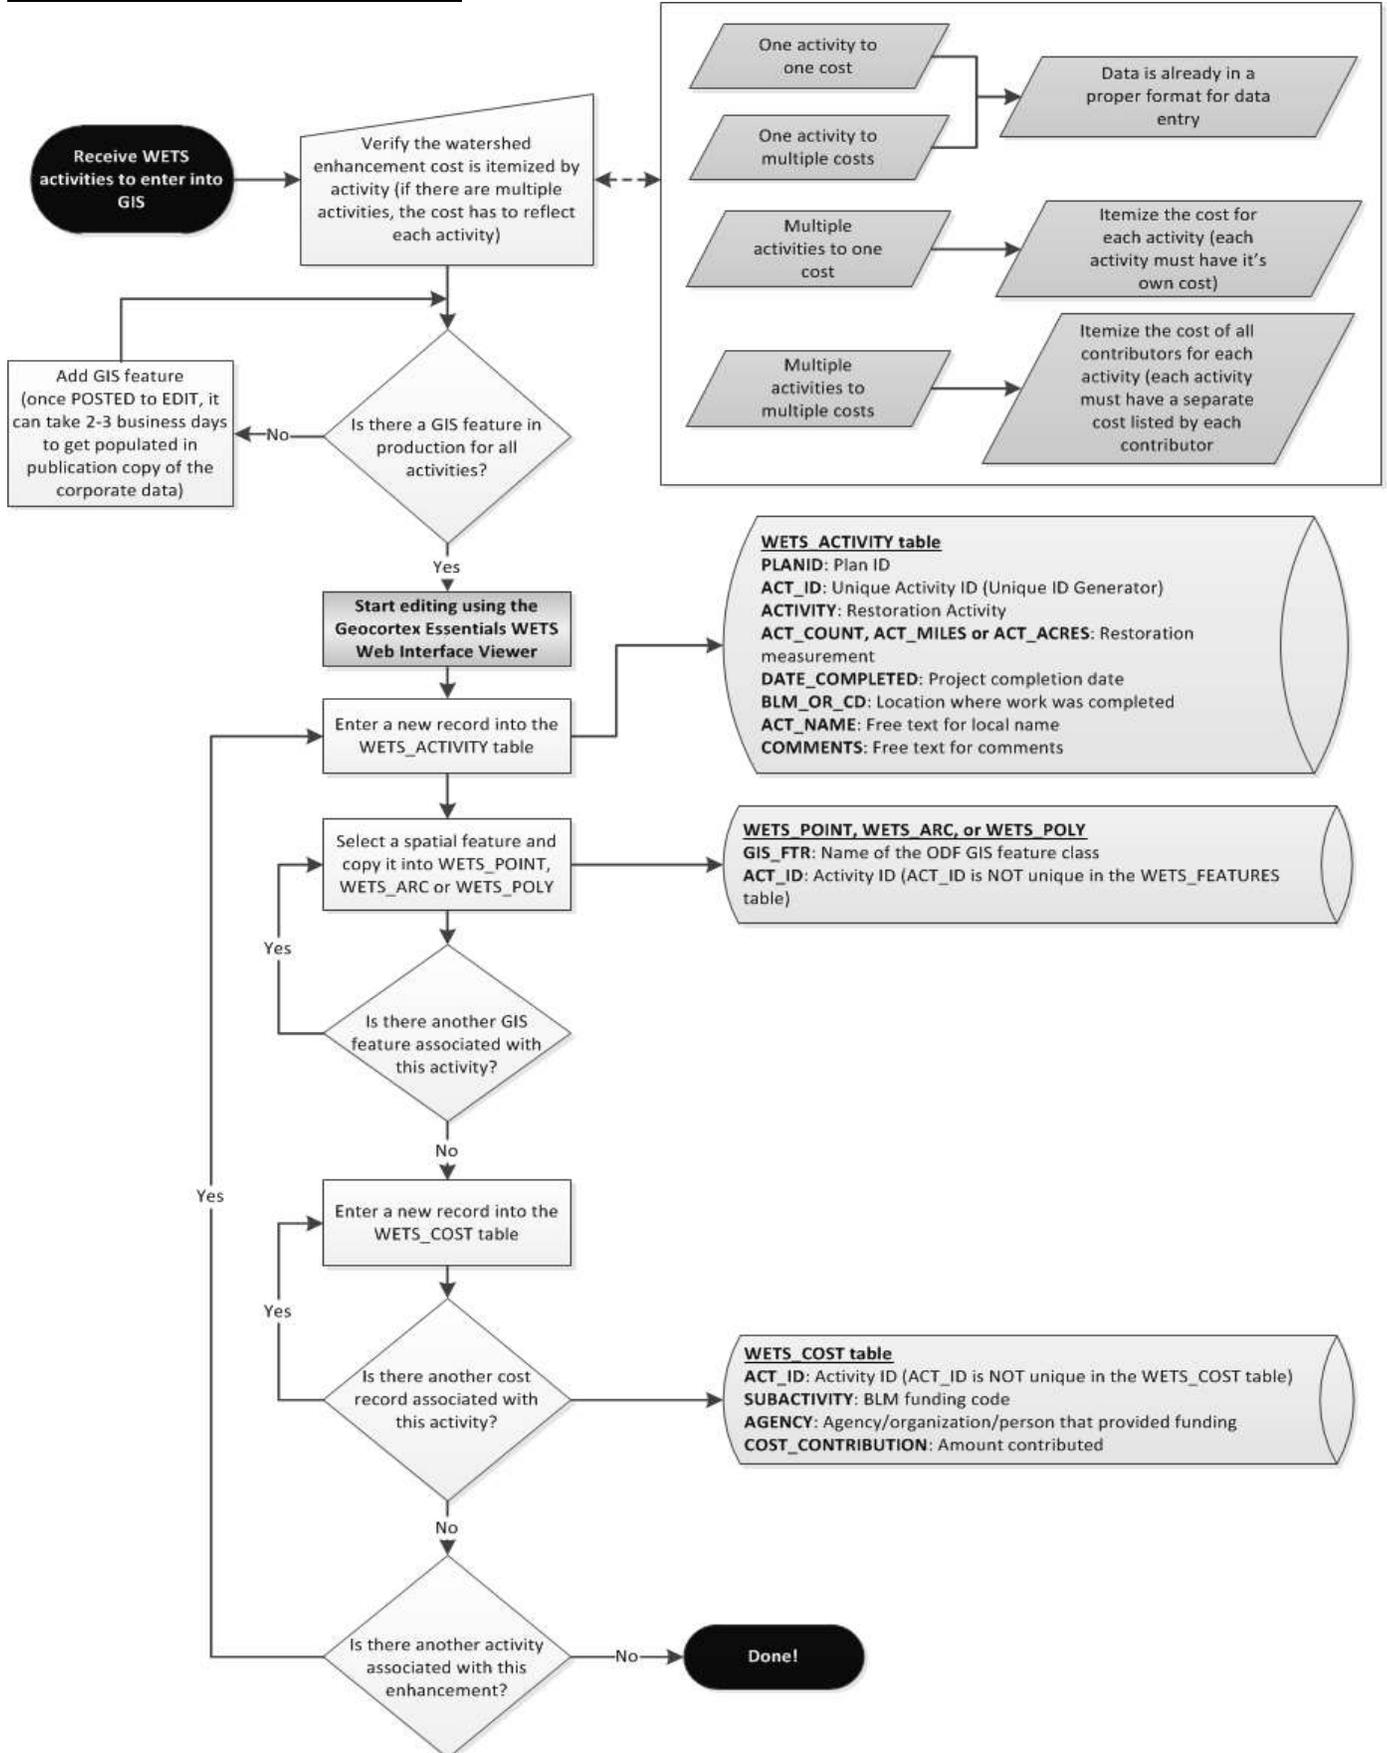 Receive WETS
activities to enter into
GIS
Verify the watershed
enhancement cost is itemized by
activity (if there are multiple
activities, the cost has to reflect
each activity)
One activity to
one cost
One activity to
multiple costs
Data is already in a
proper format for data
entry
Multiple
activities to one
cost
Itemize the cost for
each activity (each
activity must have it's
own cost)
Multiple
activities to
multiple costs
Itemize the cost of all
contributors for each
activity (each activity
must have a separate
cost listed by each
contributor
Is there a GIS feature in
production for all
activities?
No
Add GIS feature
(once POSTED to EDIT, it
can take 2-3 business days
to get populated in
publication copy of the
corporate data)
Yes
Start editing using the
Geocortex Essentials WETS
Web Interface Viewer
Enter a new record into the
WETS_ACTIVITY table
WETS_ACTIVITY table
PLANID: Plan ID
ACT_ID: Unique Activity ID (Unique ID Generator)
ACTIVITY: Restoration Activity
ACT_COUNT, ACT_MILES or ACT_ACRES: Restoration
measurement
DATE_COMPLETED: Project completion date
BLM_OR_CD: Location where work was completed
ACT_NAME: Free text for local name
COMMENTS: Free text for comments
Select a spatial feature and
copy it into WETS_POINT,
WETS_ARC or WETS_POLY
WETS_POINT, WETS_ARC, or WETS_POLY
GIS_FTR: Name of the ODF GIS feature class
ACT_ID: Activity ID (ACT_ID is NOT unique in the WETS_FEATURES
table)
Yes
Is there another GIS
feature associated with
this activity?
No
Enter a new record into the
WETS_COST table
Yes
Yes
Is there another cost
record associated with
this activity?
WETS_COST table
ACT_ID: Activity ID (ACT_ID is NOT unique in the WETS_COST table)
SUBACTIVITY: BLM funding code
AGENCY: Agency/organization/person that provided funding
COST_CONTRIBUTION: Amount contributed
No
Is there another activity
associated with this
enhancement?
No
Done!